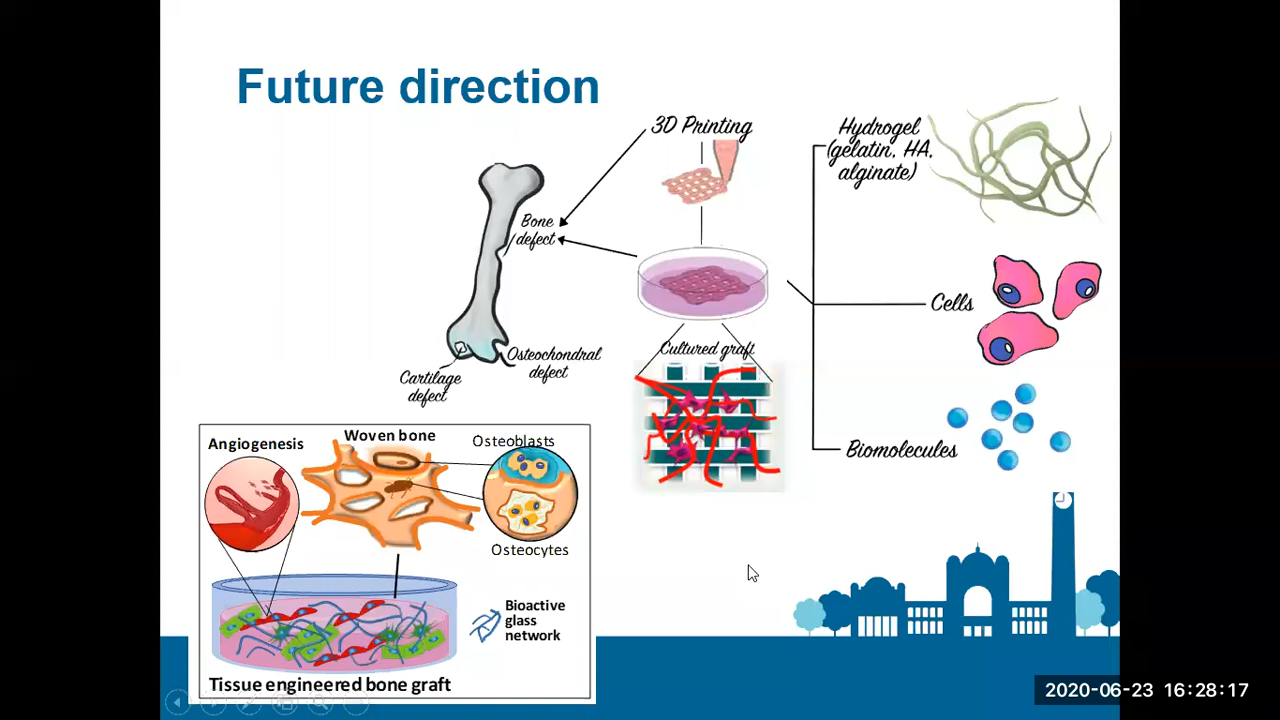 Future direction
3D Printing
Hydrogel
(gelatin, HA,
alginate)
Bone
defect
Cells
Cultured graft
Osteochondral
defect
Cartilage
defect
Biomolecules
Angiogenesis
Woven bone
Osteoblasts
Osteocytes
Bioactive
glass
network
Tissue engineered bone graft
2020-06-23 16:28:17